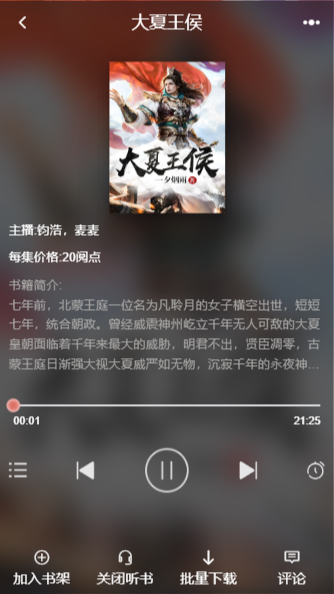 大夏王侯
大夏王侯
一夕烟雨 著
主播:钧浩，麦麦
每集价格:20阅点
书籍简介:
七年前，北蒙王庭一位名为凡聆月的女子横空出世，短短
七年，统合朝政。曾经威震神州屹立千年无人可敌的大夏
皇朝面临着千年来最大的威胁，明君不出，贤臣凋零，古
蒙王庭日渐强大视大夏威严如无物，沉寂千年的永夜神...
00:01
21:25
加入书架
关闭听书
批量下载
评论